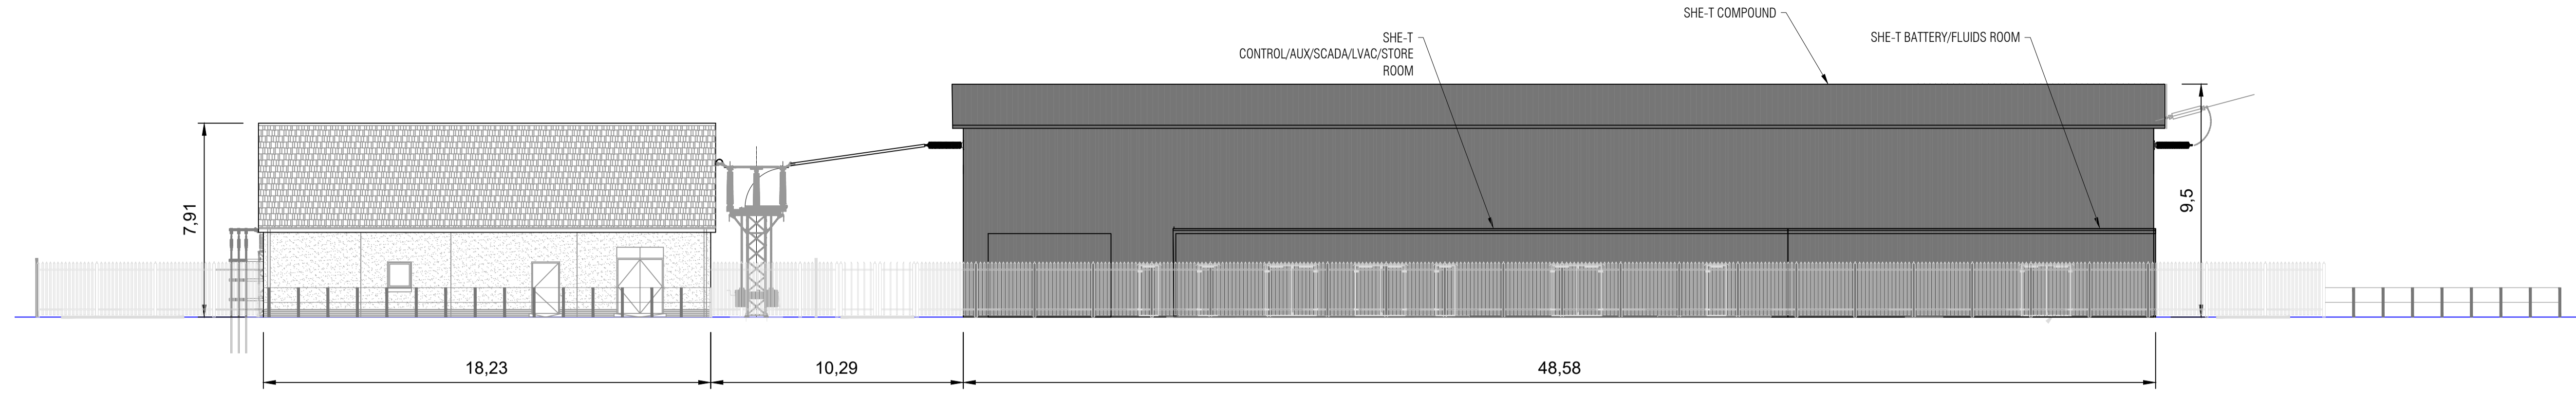 SHE-T COMPOUND
SHE-T
CONTROL/AUX/SCADA/LVAC/STORE
ROOM
SHE-T BATTERY/FLUIDS ROOM
7,91
9,5
18,23
10,29
48,58